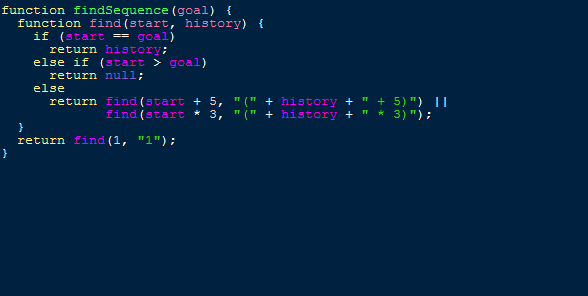 function findSequence(goal) {
  function find(start, history) {
    if (start == goal)
      return history;
    else if (start > goal)
      return null;
    else
      return find(start + 5, "(" + history + " + 5)") ||
             find(start * 3, "(" + history + " * 3)");
  }
  return find(1, "1");
}